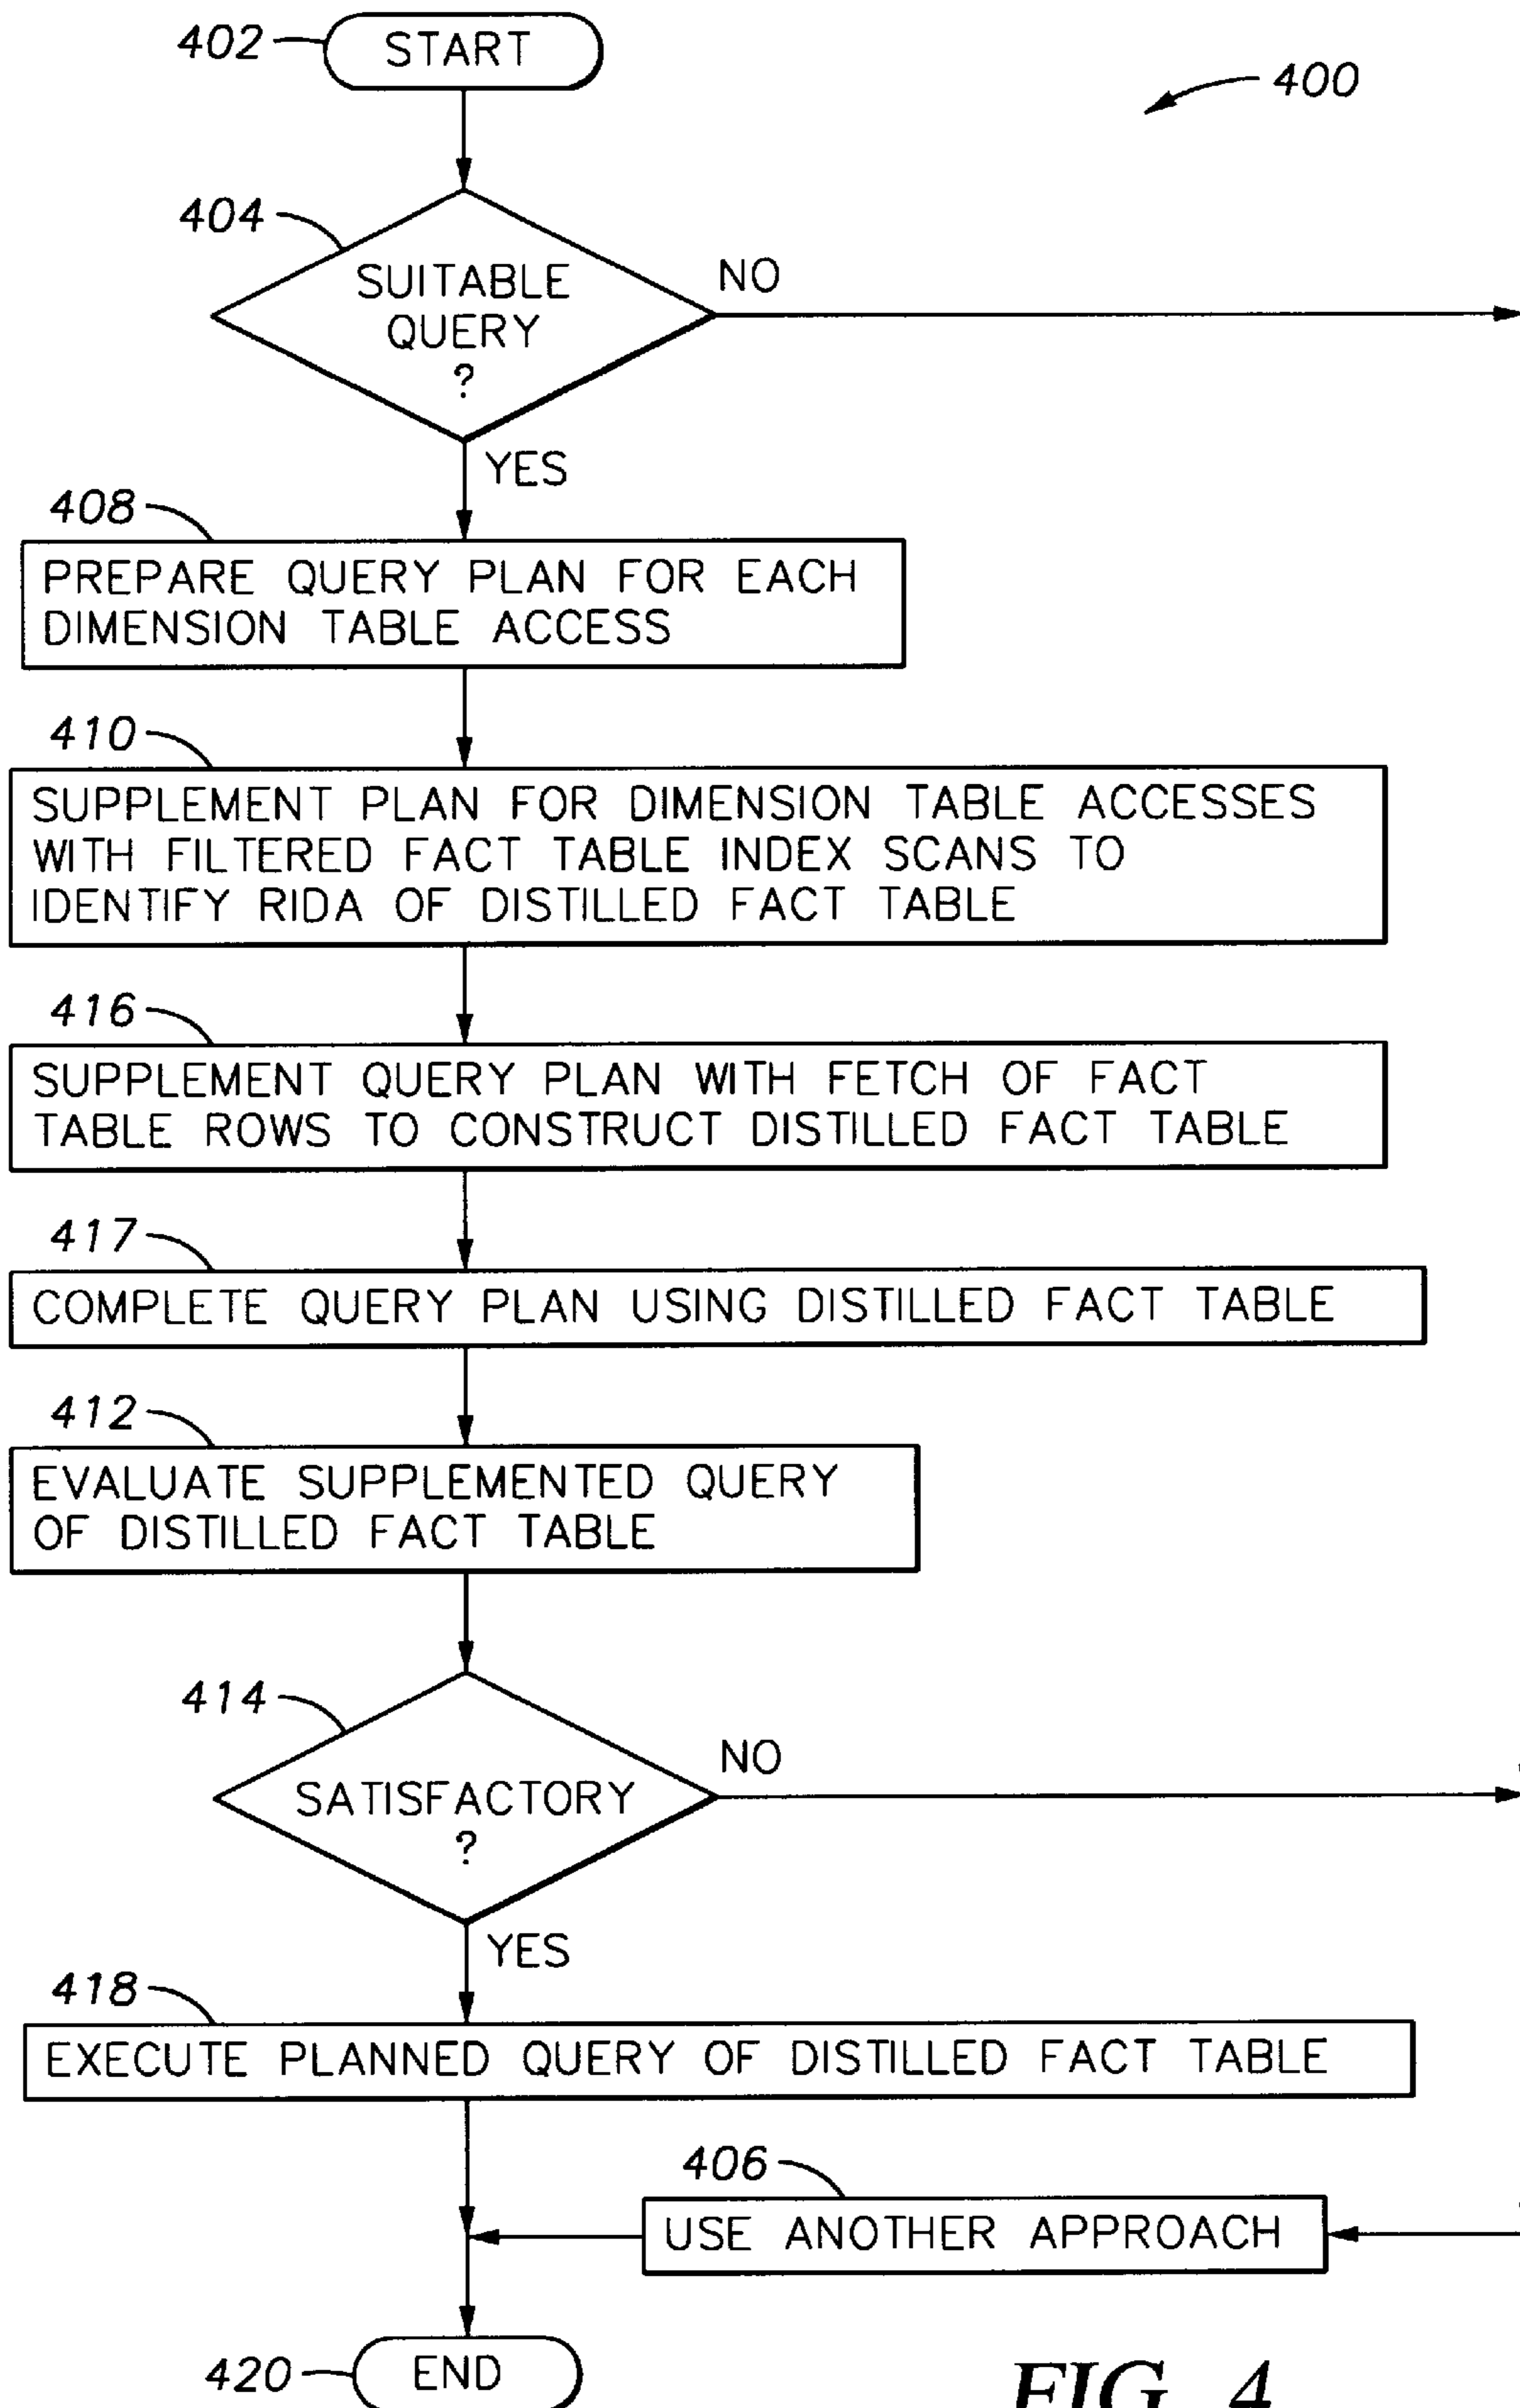 402
START
400
404
SUITABLE
QUERY
?
NO
YES
408
PREPARE QUERY PLAN FOR EACH
DIMENSION TABLE ACCESS
410
SUPPLEMENT PLAN FOR DIMENSION TABLE ACCESSES
WITH FILTERED FACT TABLE INDEX SCANS TO
IDENTIFY RIDA OF DISTILLED FACT TABLE
416
SUPPLEMENT QUERY PLAN WITH FETCH OF FACT
TABLE ROWS TO CONSTRUCT DISTILLED FACT TABLE
417
COMPLETE QUERY PLAN USING DISTILLED FACT TABLE
412
EVALUATE SUPPLEMENTED QUERY
OF DISTILLED FACT TABLE
414
SATISFACTORY
?
NO
YES
418
EXECUTE PLANNED QUERY OF DISTILLED FACT TABLE
406
USE ANOTHER APPROACH
420
END
FIG. 4